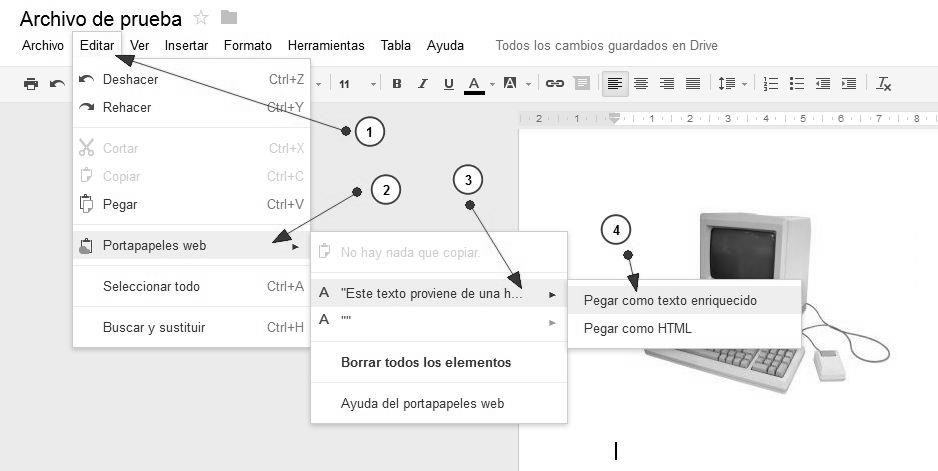 Archivo de prueba
Archivo Editar Ver Insertar Formato Herramientas Tabla Ayuda Todos los cambios guardados en Drive
Deshacer Ctrl+Z
11 B I U A A
Rehacer Ctrl+Y
2 1 1 2 3 4 5 6 7 8
1
Cortar Ctrl+X
Copiar Ctrl+C
2
3
Pegar Ctrl+V
4
Portapapeles web
No hay nada que copiar.
Seleccionar todo Ctrl+A
A "Este texto proviene de una h...
Pegar como texto enriquecido
A ""
Buscar y sustituir Ctrl+H
Pegar como HTML
Borrar todos los elementos
Ayuda del portapapeles web